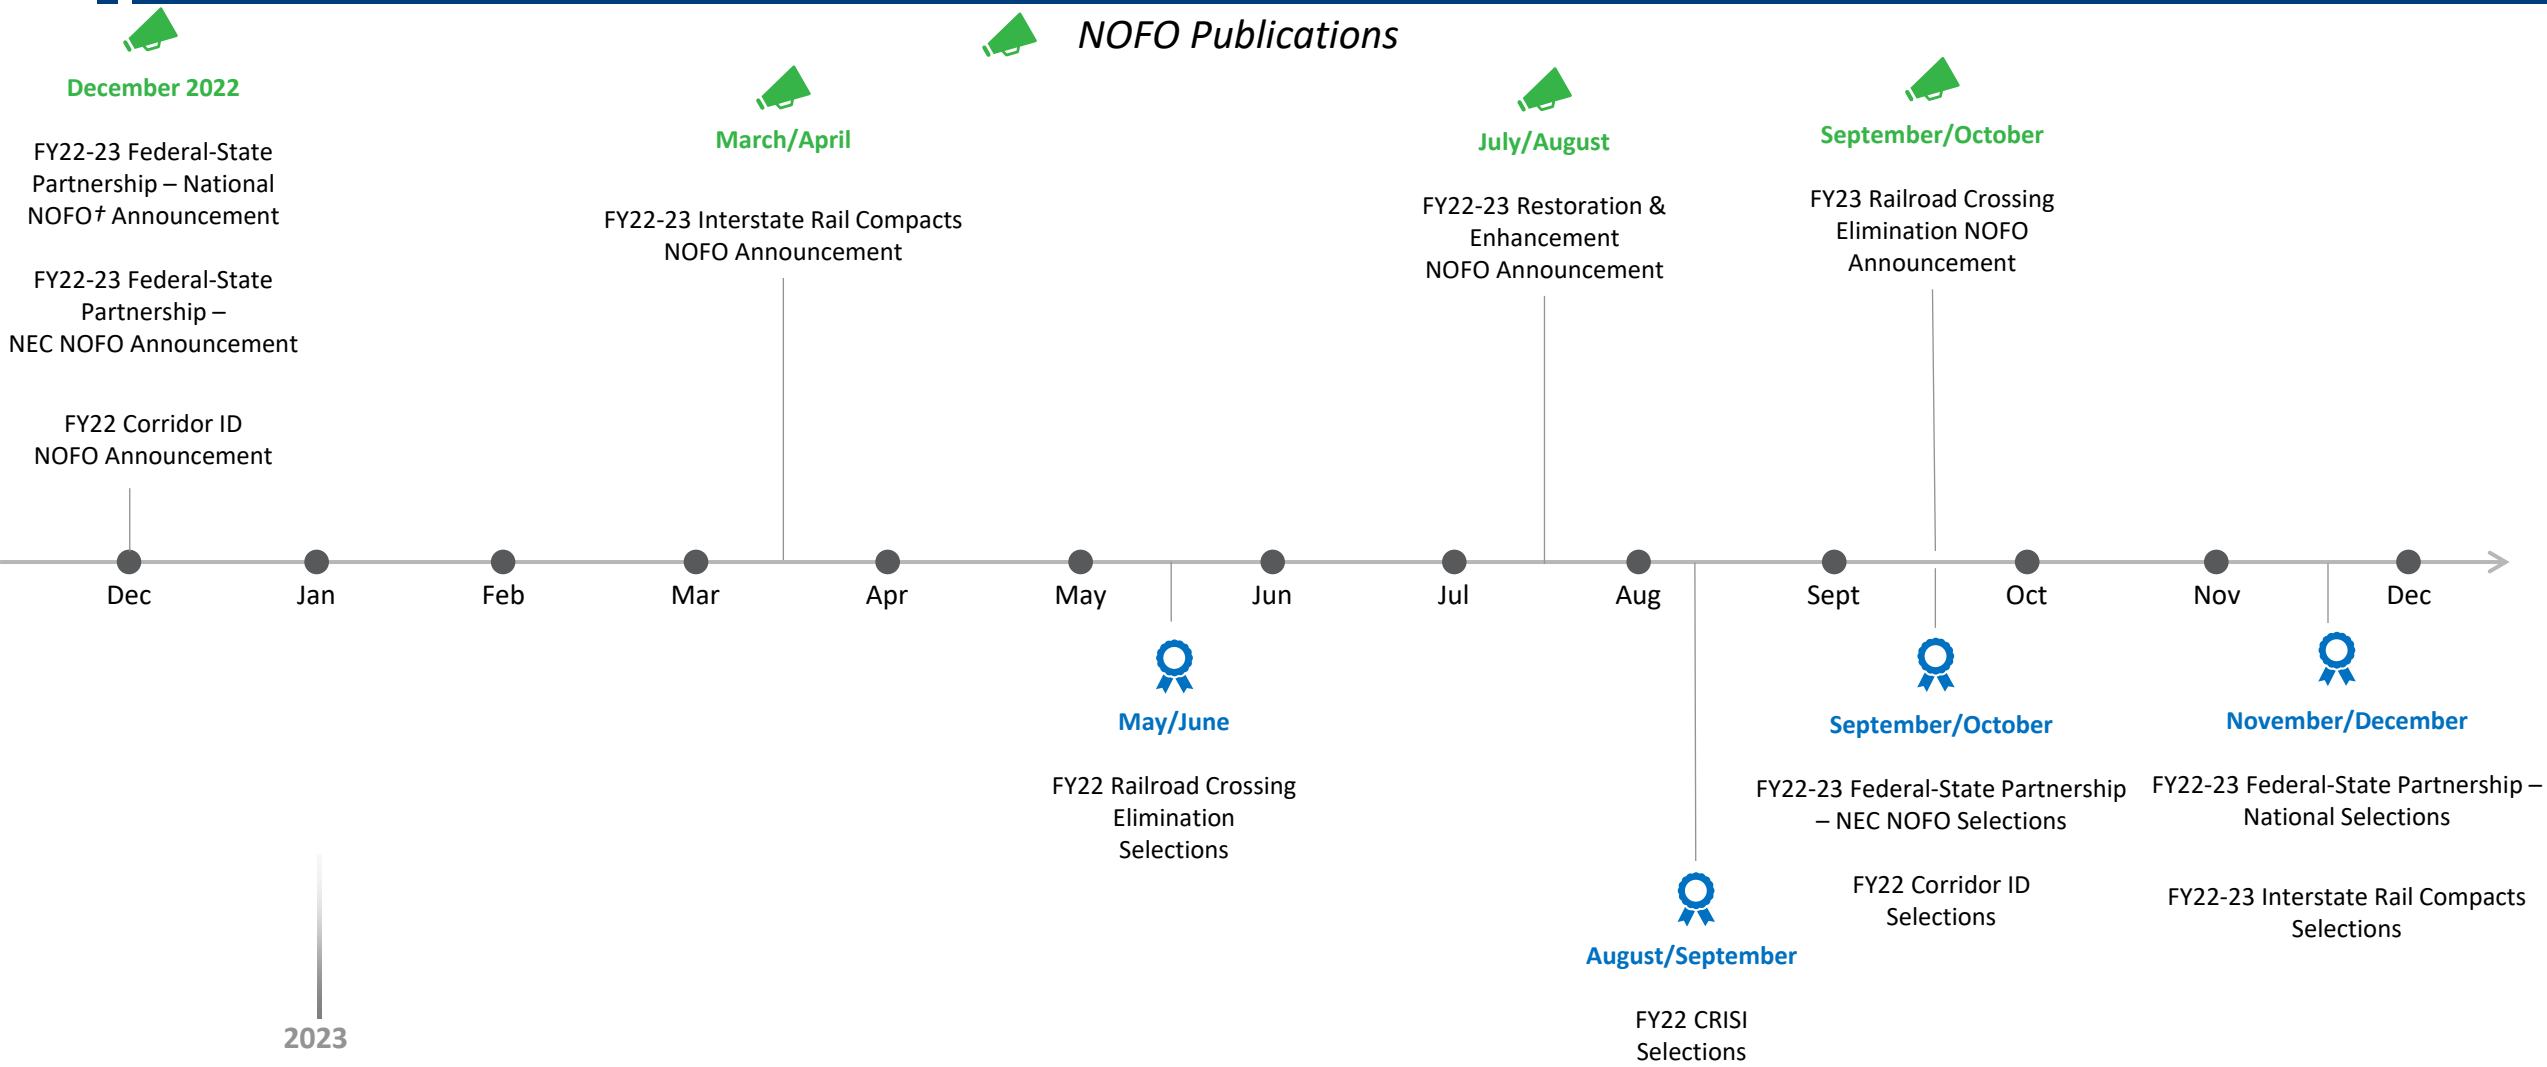 NOFO Publications
December 2022
FY22-23 Federal-State
Partnership – National
NOFO† Announcement
FY22-23 Federal-State
Partnership –
NEC NOFO Announcement
FY22 Corridor ID
NOFO Announcement
March/April
FY22-23 Interstate Rail Compacts
NOFO Announcement
July/August
FY22-23 Restoration &
Enhancement
NOFO Announcement
September/October
FY23 Railroad Crossing
Elimination NOFO
Announcement
Dec
Jan
Feb
Mar
Apr
May
Jun
Jul
Aug
Sept
Oct
Nov
Dec
2023
May/June
FY22 Railroad Crossing
Elimination
Selections
August/September
FY22 CRISI
Selections
September/October
FY22-23 Federal-State Partnership
– NEC NOFO Selections
FY22 Corridor ID
Selections
November/December
FY22-23 Federal-State Partnership –
National Selections
FY22-23 Interstate Rail Compacts
Selections